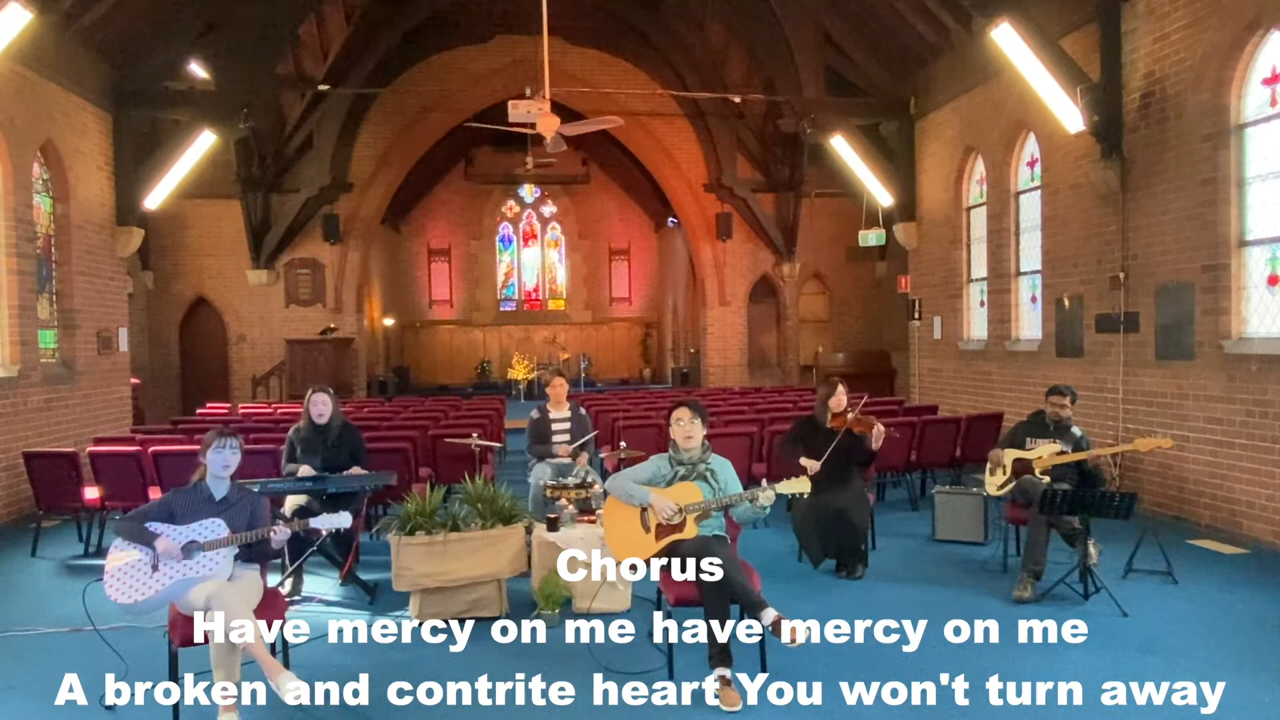 Chorus
Have mercy on me have mercy on me
A broken and contrite heart You won't turn away